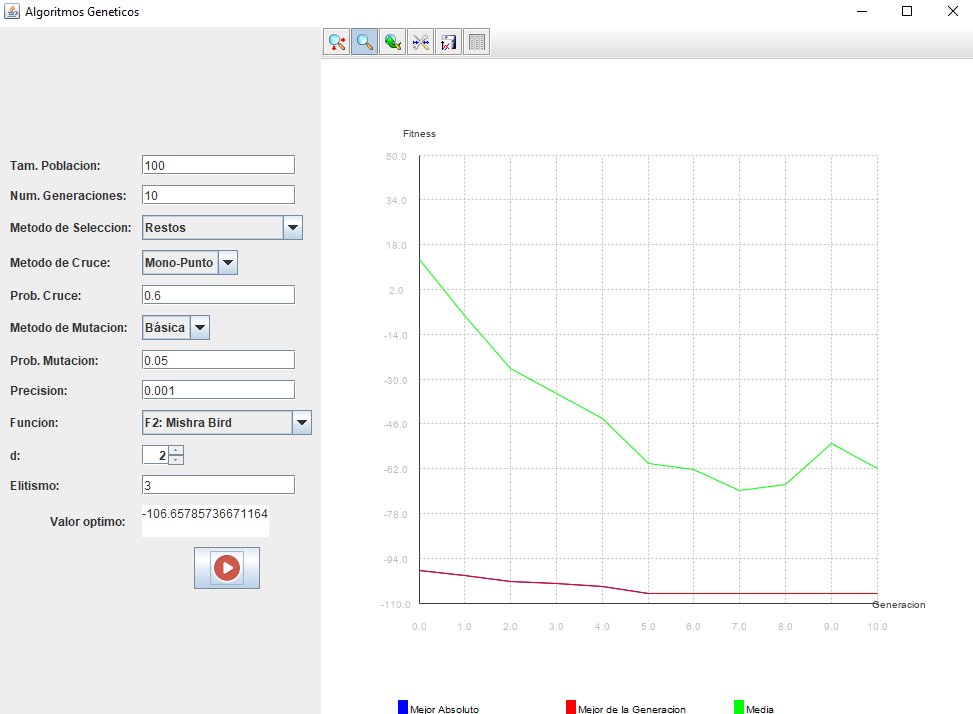 Algoritmos Geneticos
Tam. Poblacion: 100
Num. Generaciones: 10
Metodo de Seleccion: Restos
Metodo de Cruce: Mono-Punto
Prob. Cruce: 0.6
Metodo de Mutacion: Básica
Prob. Mutacion: 0.05
Precision: 0.001
Funcion: F2: Mishra Bird
d: 2
Elitismo: 3
Valor optimo: -106.65785736671164
Fitness
50.0
34.0
18.0
2.0
-14.0
-30.0
-46.0
-62.0
-78.0
-94.0
-110.0
Generacion
0.0 1.0 2.0 3.0 4.0 5.0 6.0 7.0 8.0 9.0 10.0
Mejor Absoluto Mejor de la Generacion Media